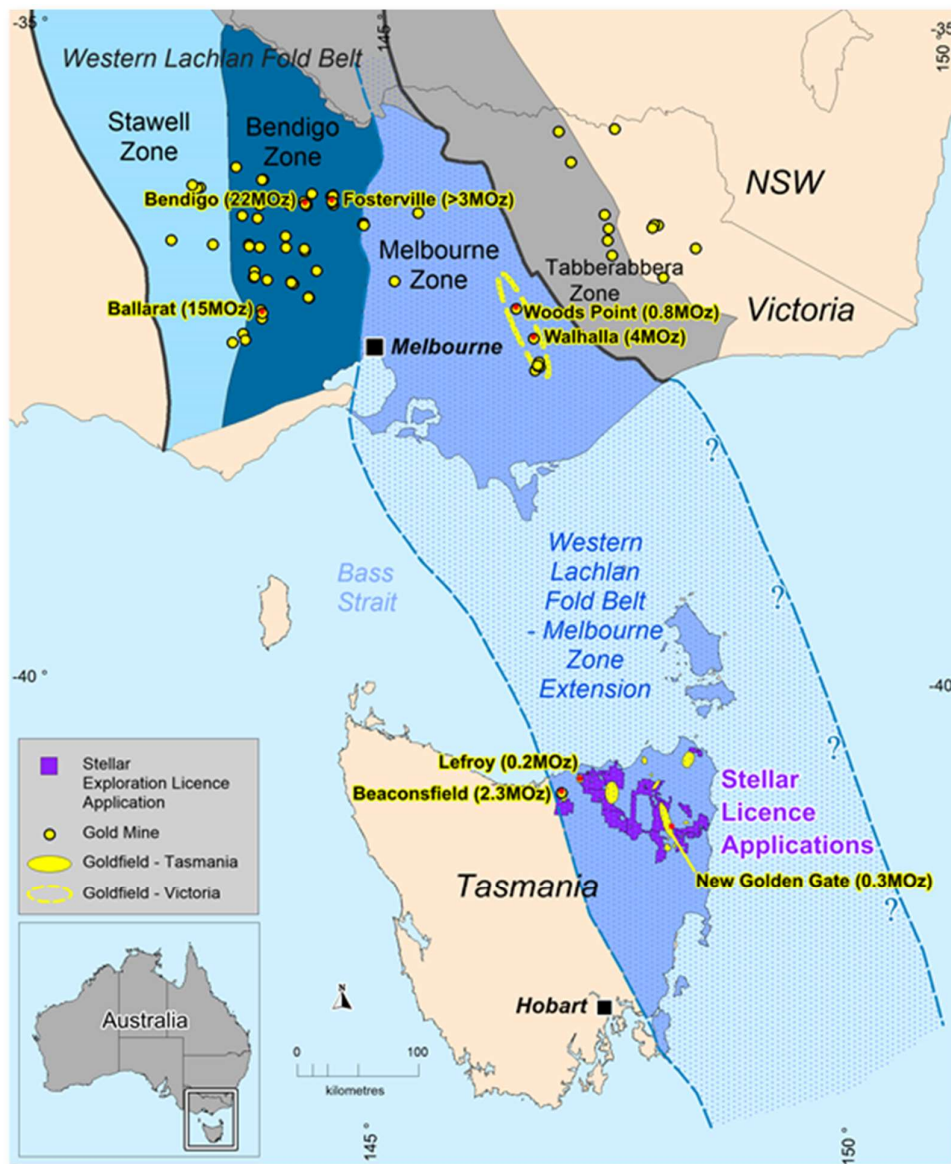 -35°
145°
-35°
150°
Western Lachlan Fold Belt
Stawell
Zone
Bendigo
Zone
Bendigo (22MOz)
Fosterville (>3MOz)
NSW
Melbourne
Zone
Tabberabbera
Zone
Victoria
Ballarat (15MOz)
Woods Point (0.8MOz)
Walhalla (4MOz)
Melbourne
?
Bass
Strait
Western
Lachlan
Fold Belt
- Melbourne
Zone
Extension
?
-40°
-40°
?
Stellar
Exploration Licence
Application
Gold Mine
Goldfield - Tasmania
Goldfield - Victoria
Lefroy (0.2MOz)
Beaconsfield (2.3MOz)
Stellar
Licence
Applications
New Golden Gate (0.3MOz)
Tasmania
?
Hobart
Australia
0 100
kilometres
145°
150°